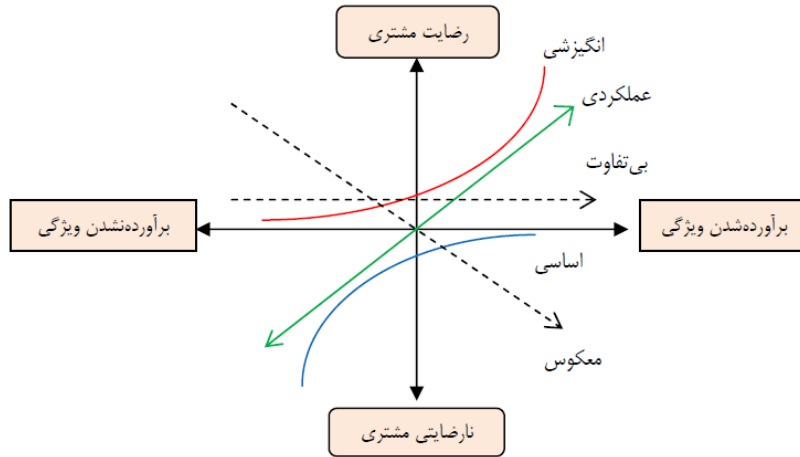 رضایت مشتری
انگیزشی
عملکردی
بی‌تفاوت
برآورده‌شدن ویژگی
برآورده‌نشدن ویژگی
اساسی
معکوس
نارضایتی مشتری